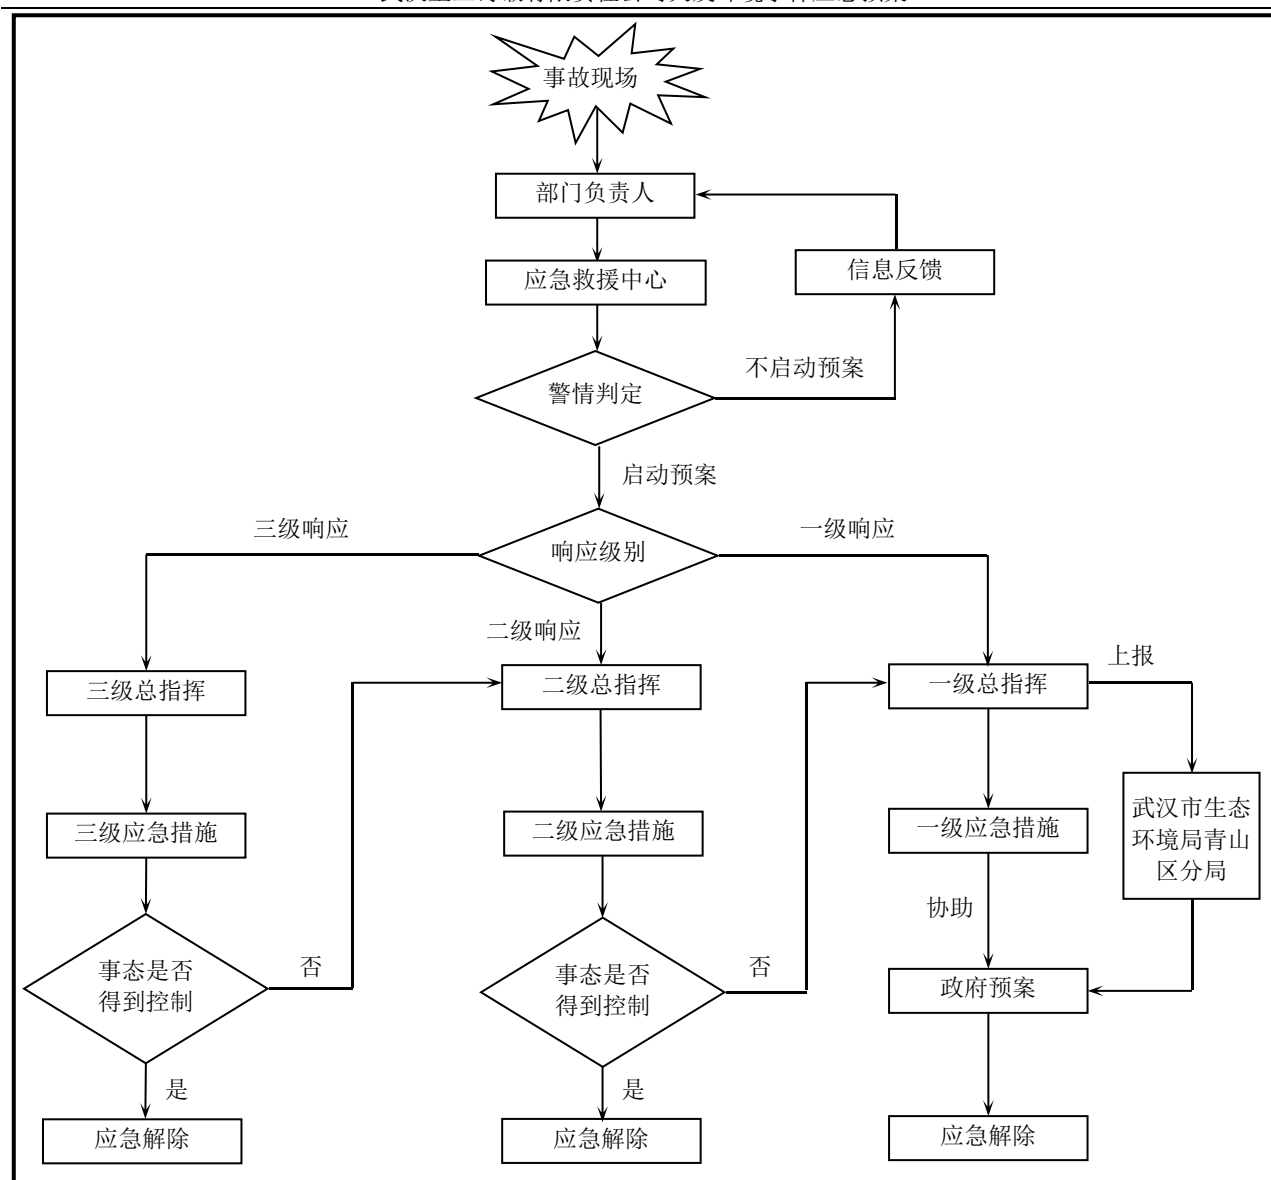 事故现场
部门负责人
应急救援中心
信息反馈
不启动预案
警情判定
启动预案
三级响应
响应级别
一级响应
二级响应
上报
三级总指挥
二级总指挥
一级总指挥
三级应急措施
二级应急措施
一级应急措施
武汉市生态
环境局青山
区分局
协助
事态是否
得到控制
否
事态是否
得到控制
否
政府预案
是
是
应急解除
应急解除
应急解除